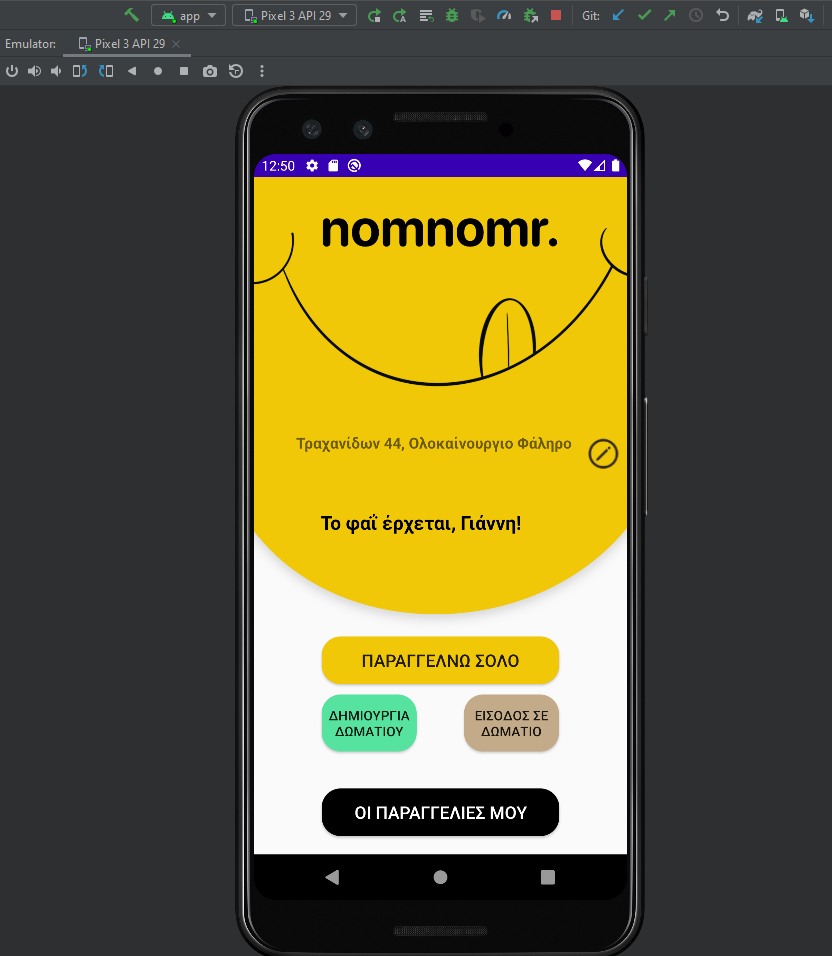 app
Pixel 3 API 29
Git:
Emulator:
Pixel 3 API 29
12:50
nomnomr.
Τραχανίδων 44, Ολοκαίνουργιο Φάληρο
Το φαΐ έρχεται, Γιάννη!
ΠΑΡΑΓΓΕΛΝΩ ΣΟΛΟ
ΔΗΜΙΟΥΡΓΙΑ
ΔΩΜΑΤΙΟΥ
ΕΙΣΟΔΟΣ ΣΕ
ΔΩΜΑΤΙΟ
ΟΙ ΠΑΡΑΓΓΕΛΙΕΣ ΜΟΥ